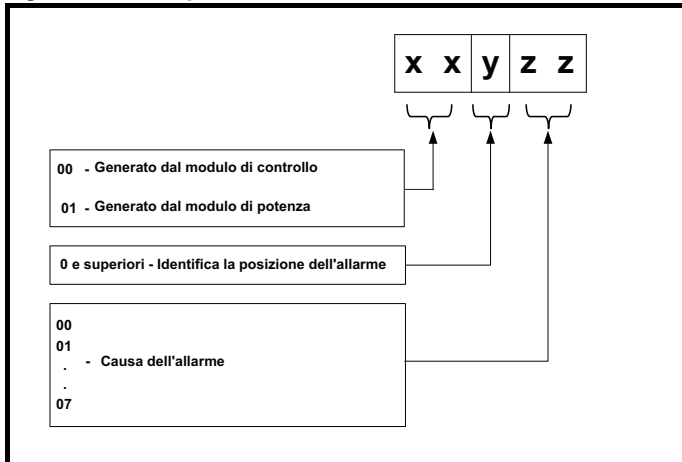 x x y z z
00 - Generato dal modulo di controllo
01 - Generato dal modulo di potenza
0 e superiori - Identifica la posizione dell'allarme
00
01
. - Causa dell'allarme
.
07